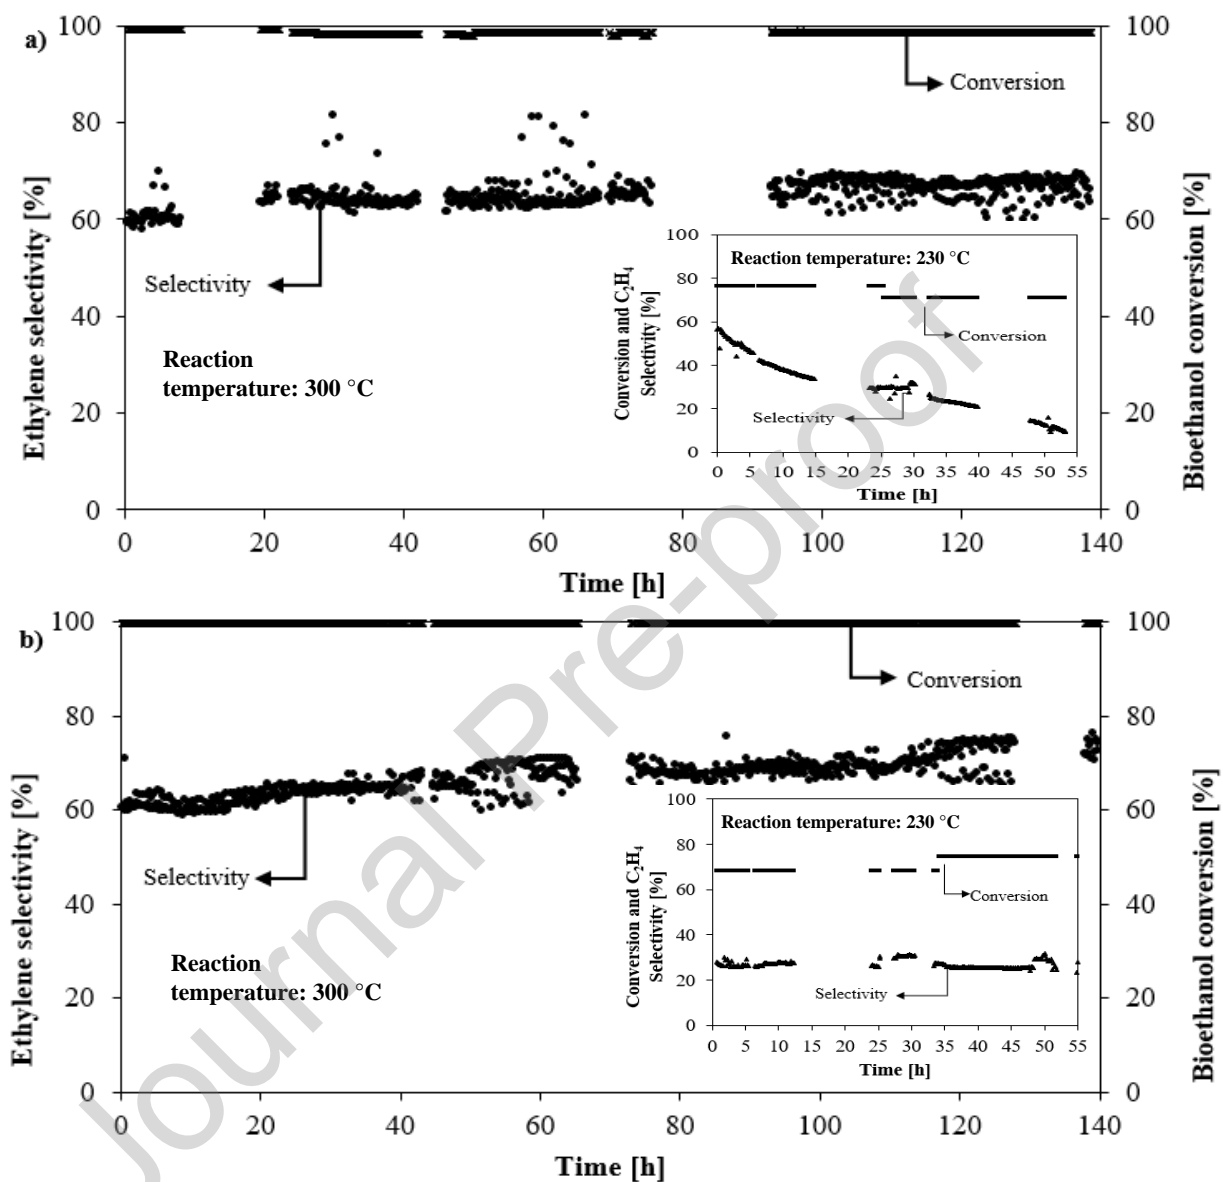 a)
100
80
60
40
20
0
Ethylene selectivity [%]
100
80
60
40
20
0
Bioethanol conversion [%]
Conversion
Selectivity
Reaction
temperature: 300 °C
0 20 40 60 80 100 120 140
Time [h]
100
80
60
40
20
0
Conversion and C₂H₄
Selectivity [%]
Reaction temperature: 230 °C
Conversion
Selectivity
0 5 10 15 20 25 30 35 40 45 50 55
Time [h]
b)
100
80
60
40
20
0
Ethylene selectivity [%]
100
80
60
40
20
0
Bioethanol conversion [%]
Conversion
Selectivity
Reaction
temperature: 300 °C
0 20 40 60 80 100 120 140
Time [h]
100
80
60
40
20
0
Conversion and C₂H₄
Selectivity [%]
Reaction temperature: 230 °C
Conversion
Selectivity
0 5 10 15 20 25 30 35 40 45 50 55
Time [h]
Journal Pre-proof